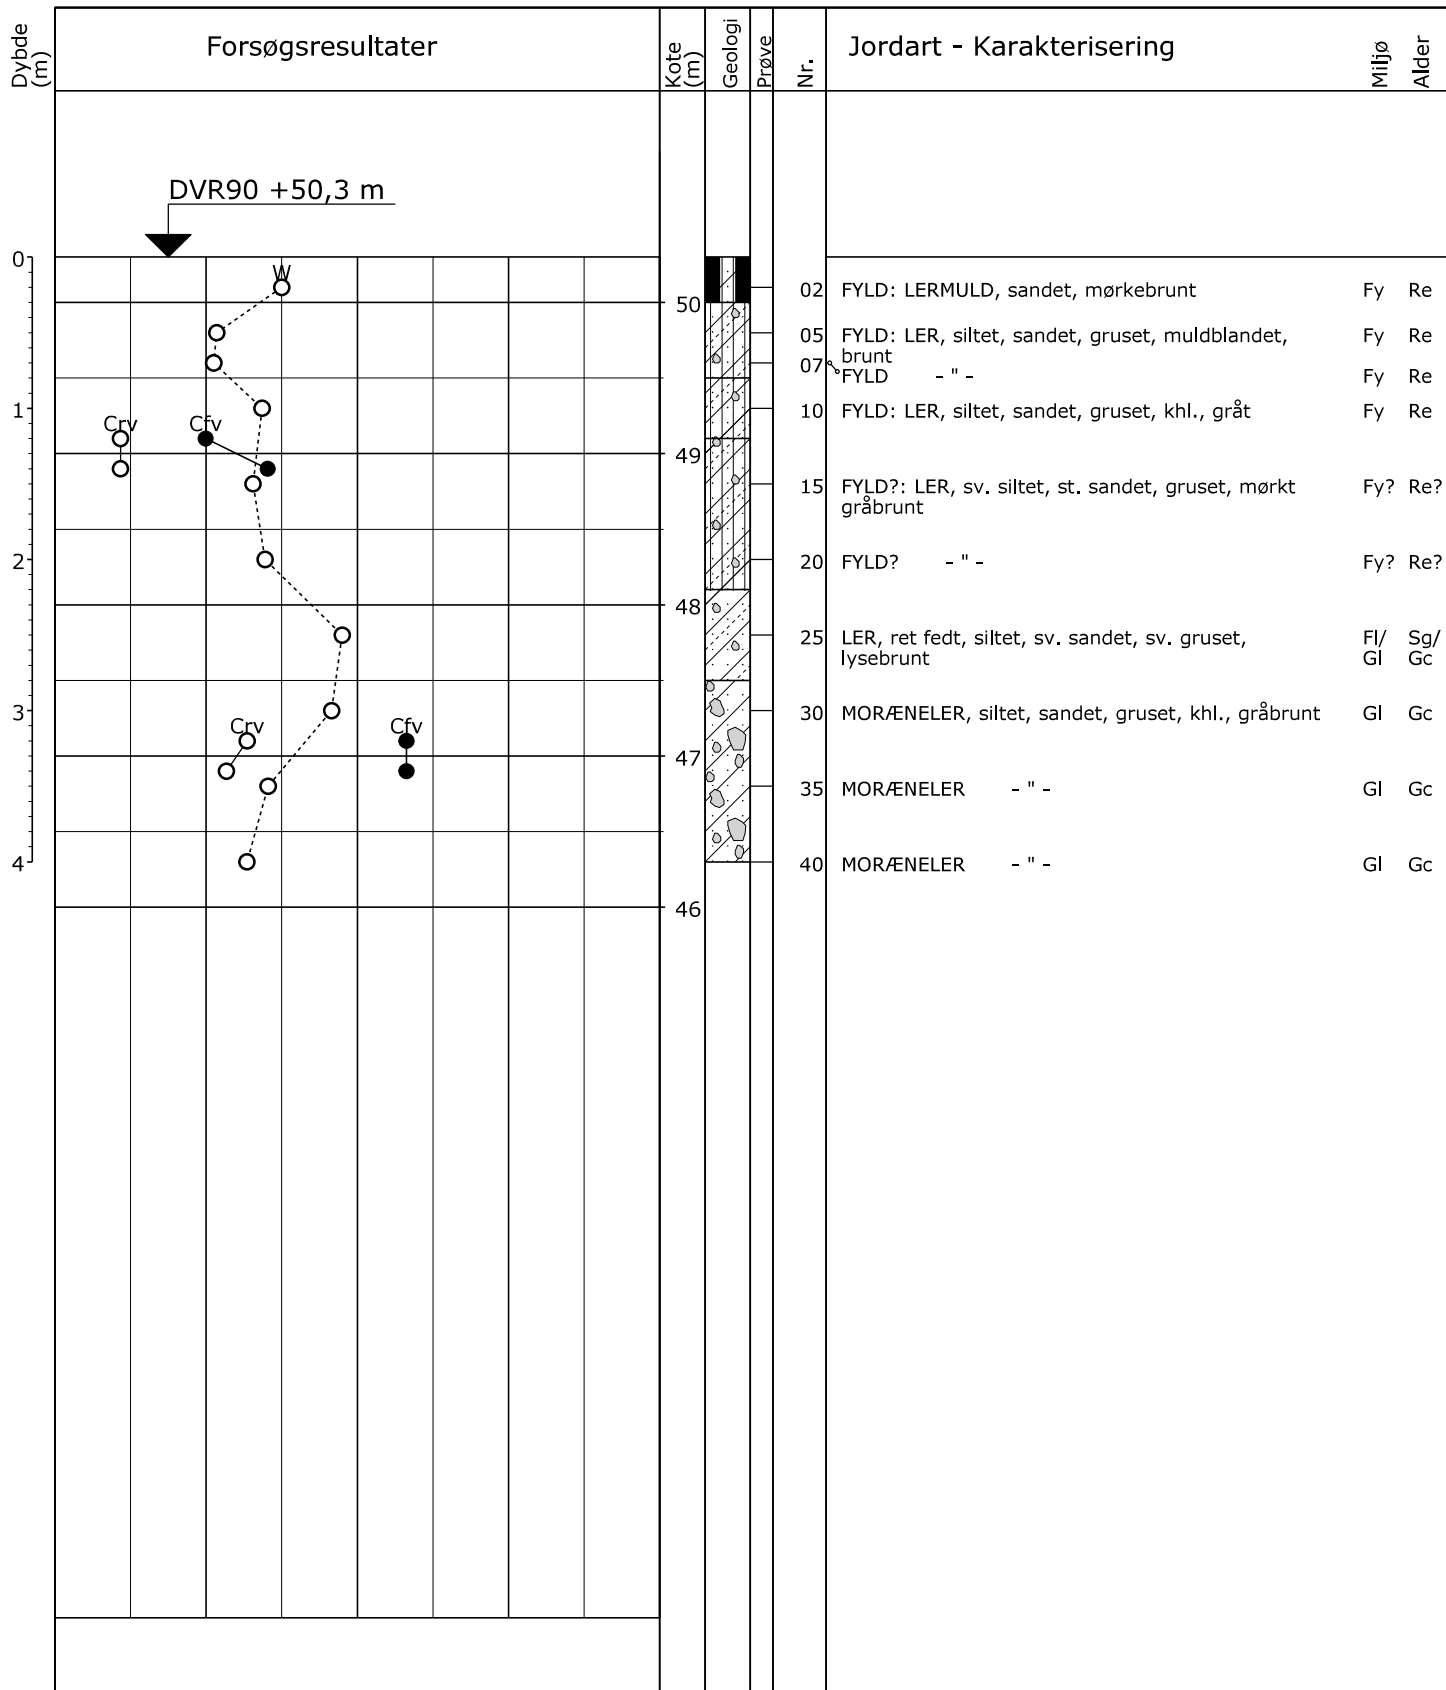 Dybde (m)
Forsøgsresultater
Kote (m)
Geologi
Prøve
Nr.
Jordart - Karakterisering
Miljø
Alder
DVR90 +50,3 m
0
W
50
02 FYLD: LERMULD, sandet, mørkebrunt Fy Re
05 FYLD: LER, siltet, sandet, gruset, muldblandet, Fy Re
brunt
07 FYLD - " - Fy Re
1
10 FYLD: LER, siltet, sandet, gruset, khl., gråt Fy Re
Crv Cfv
49
15 FYLD?: LER, sv. siltet, st. sandet, gruset, mørkt Fy? Re?
gråbrunt
2
20 FYLD? - " - Fy? Re?
48
25 LER, ret fedt, siltet, sv. sandet, sv. gruset, Fl/ Sg/
lysebrunt Gl Gc
3
30 MORÆNELER, siltet, sandet, gruset, khl., gråbrunt Gl Gc
Crv Cfv
47
35 MORÆNELER - " - Gl Gc
4
40 MORÆNELER - " - Gl Gc
46